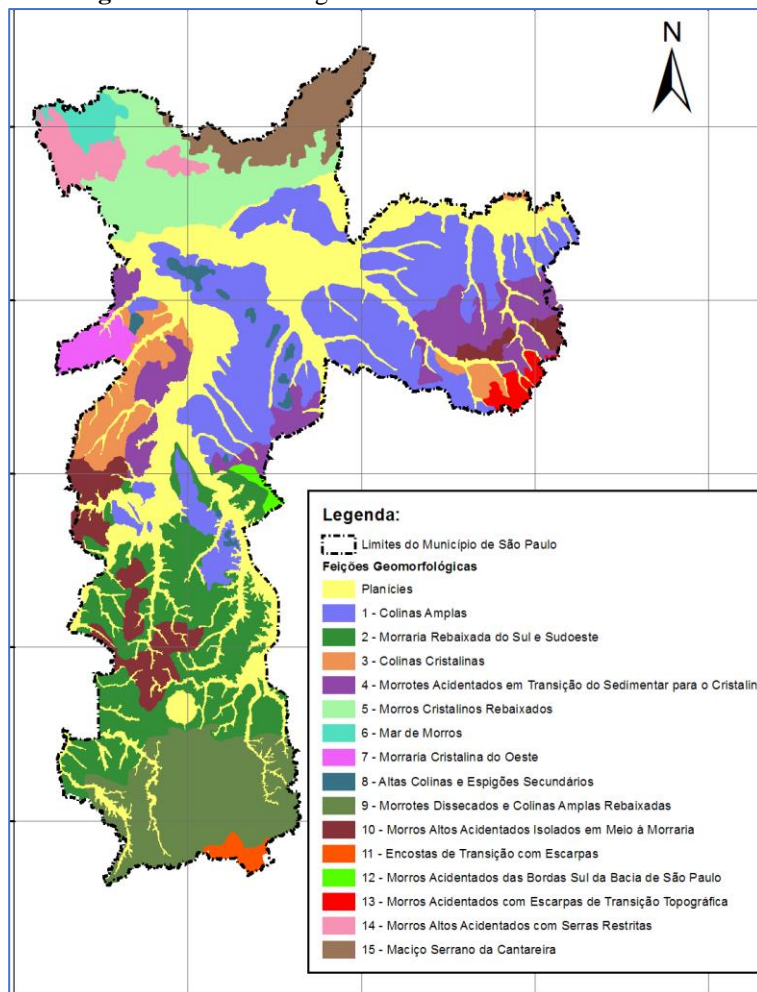 N
Legenda:
Limites do Município de São Paulo
Feições Geomorfológicas
Planícies
1 - Colinas Amplas
2 - Morraria Rebaixada do Sul e Sudoeste
3 - Colinas Cristalinas
4 - Morrotes Acidentados em Transição do Sedimentar para o Cristalin
5 - Morros Cristalinos Rebaixados
6 - Mar de Morros
7 - Morraria Cristalina do Oeste
8 - Altas Colinas e Espigões Secundários
9 - Morrotes Dissecados e Colinas Amplas Rebaixadas
10 - Morros Altos Acidentados Isolados em Meio à Morraria
11 - Encostas de Transição com Escarpas
12 - Morros Acidentados das Bordas Sul da Bacia de São Paulo
13 - Morros Acidentados com Escarpas de Transição Topográfica
14 - Morros Altos Acidentados com Serras Restritas
15 - Maciço Serrano da Cantareira